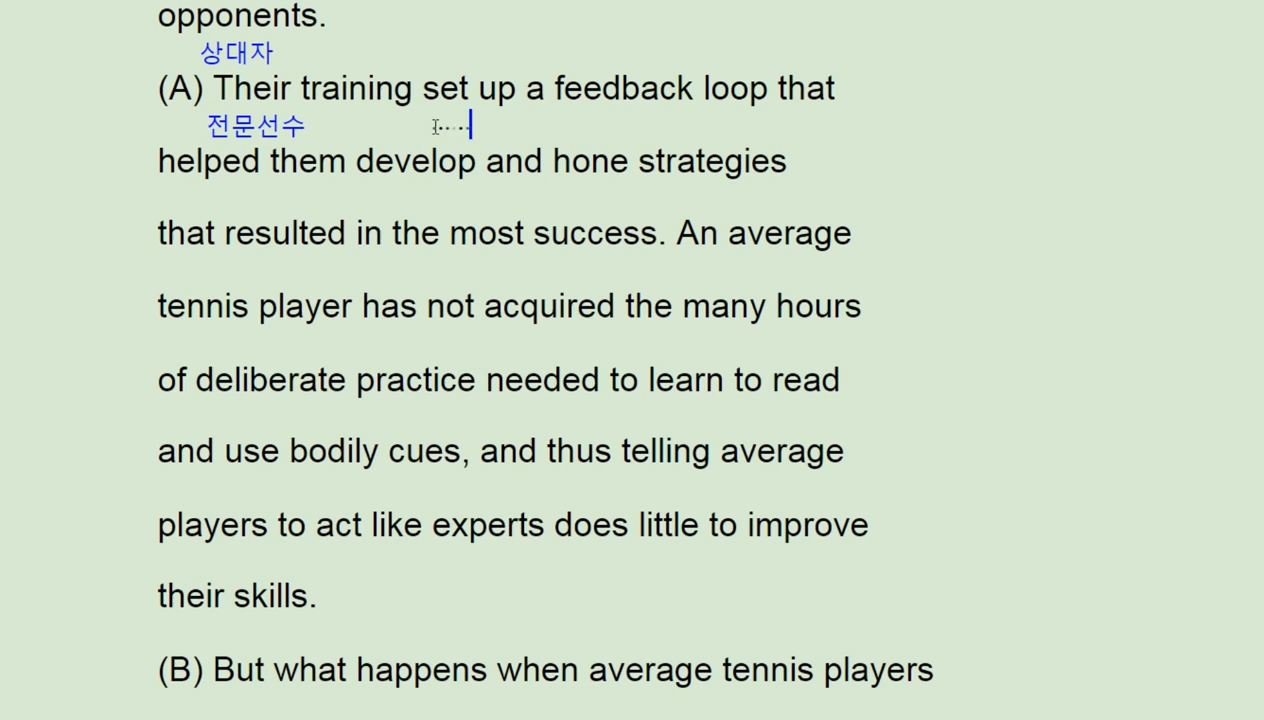 opponents.
상대자
(A) Their training set up a feedback loop that
전문선수 ....
helped them develop and hone strategies
that resulted in the most success. An average
tennis player has not acquired the many hours
of deliberate practice needed to learn to read
and use bodily cues, and thus telling average
players to act like experts does little to improve
their skills.
(B) But what happens when average tennis players